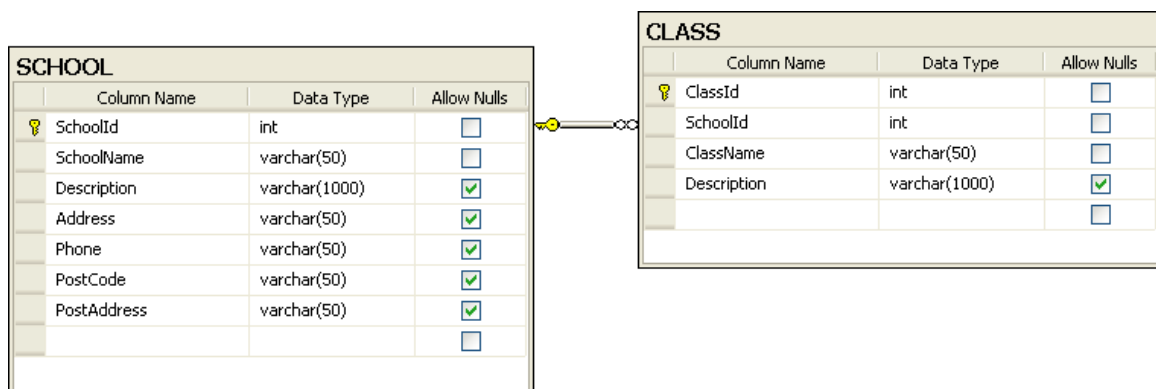 SCHOOL
Column Name Data Type Allow Nulls
SchoolId int
SchoolName varchar(50)
Description varchar(1000)
Address varchar(50)
Phone varchar(50)
PostCode varchar(50)
PostAddress varchar(50)
CLASS
Column Name Data Type Allow Nulls
ClassId int
SchoolId int
ClassName varchar(50)
Description varchar(1000)